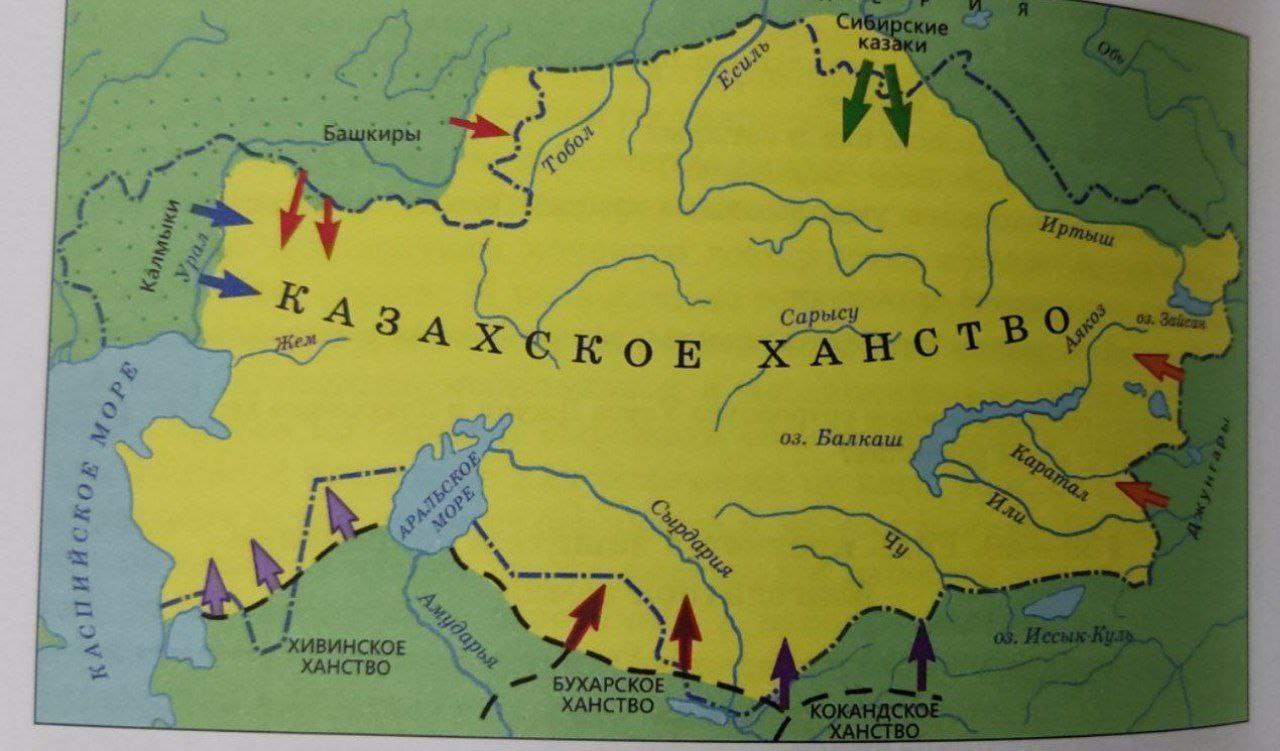 И Р И Я
Сибирские
казаки
Обь
Есиль
Башкиры
Тобол
Калмыки
Урал
Иртыш
КАЗАХСКОЕ ХАНСТВО
Жем
Сарысу
Аякоз
оз. Зайсан
КАСПИЙСКОЕ МОРЕ
оз. Балкаш
АРАЛЬСКОЕ
МОРЕ
Каратал
Или
Джунгары
Сырдария
Чу
Амударья
оз. Иссык-Куль
ХИВИНСКОЕ
ХАНСТВО
БУХАРСКОЕ
ХАНСТВО
КОКАНДСКОЕ
ХАНСТВО